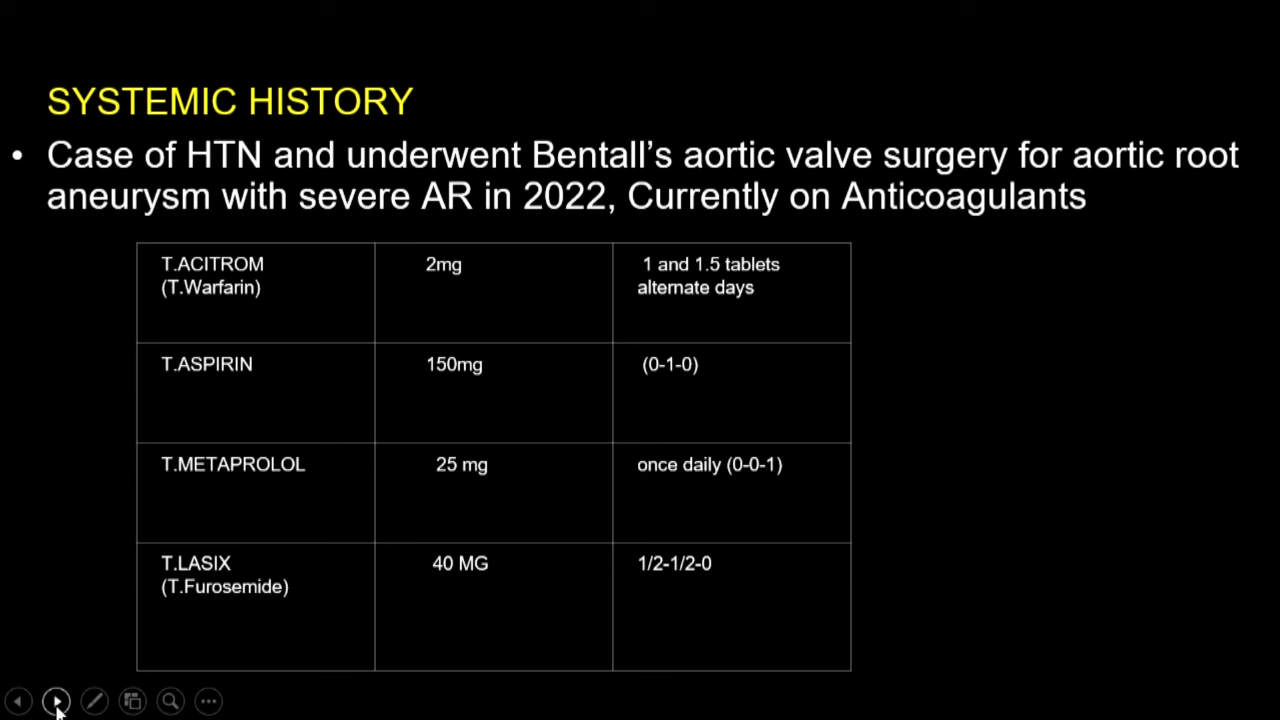 SYSTEMIC HISTORY
• Case of HTN and underwent Bentall’s aortic valve surgery for aortic root
aneurysm with severe AR in 2022, Currently on Anticoagulants
T.ACITROM 2mg 1 and 1.5 tablets
(T.Warfarin) alternate days
T.ASPIRIN 150mg (0-1-0)
T.METAPROLOL 25 mg once daily (0-0-1)
T.LASIX 40 MG 1/2-1/2-0
(T.Furosemide)